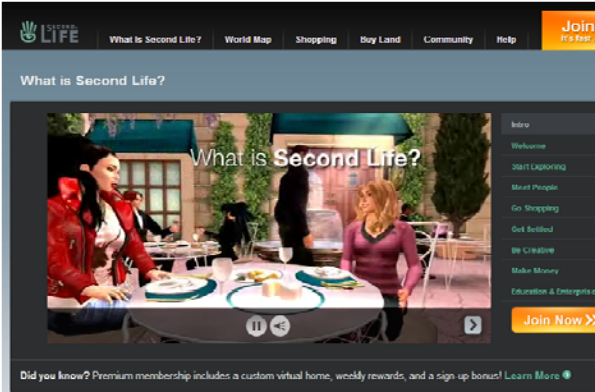 SECOND LIFE
What is Second Life? World Map Shopping Buy Land Community Help
Join
It's fast,
What is Second Life?
What is Second Life?
Intro
Welcome
Start Exploring
Meet People
Go Shopping
Get Settled
Be Creative
Make Money
Education & Enterprise
Join Now
Did you know? Premium membership includes a custom virtual home, weekly rewards, and a sign-up bonus! Learn More